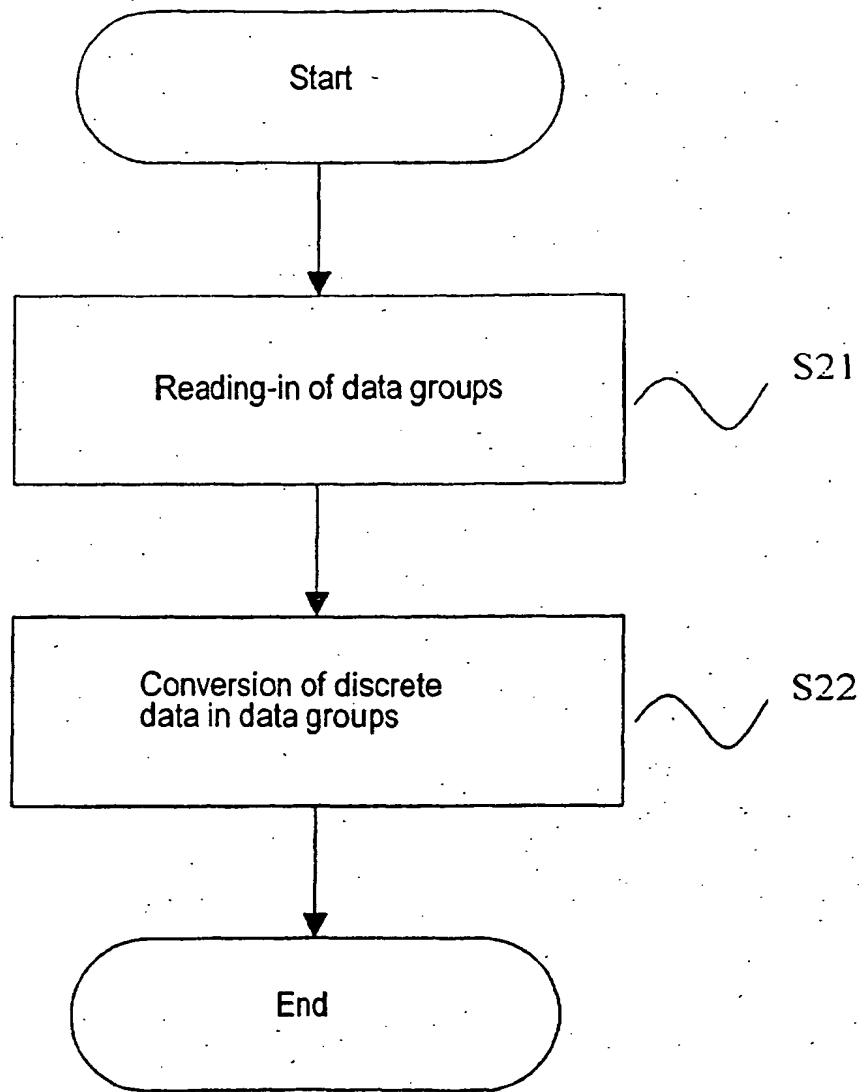 Start
Reading-in of data groups
S21
Conversion of discrete
data in data groups
S22
End